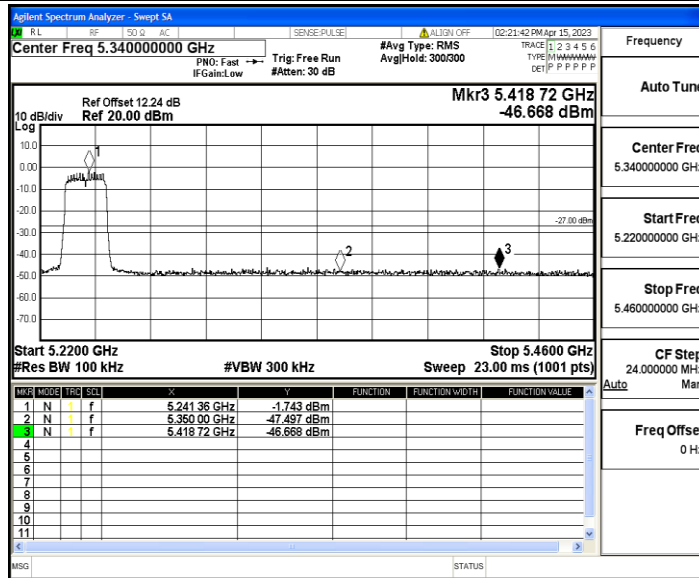 Agilent Spectrum Analyzer - Swept SA
RL RF 50 Ω AC SENSE:PULSE ALIGN OFF 02:21:42 PM Apr 15, 2023
Center Freq 5.340000000 GHz
PNO: Fast
IFGain:Low
Trig: Free Run
#Atten: 30 dB
#Avg Type: RMS
Avg|Hold: 300/300
TRACE 1 2 3 4 5 6
TYPE MWWWWW
DET P P P P P P
Frequency
Auto Tune
Center Freq
5.340000000 GHz
Start Freq
5.220000000 GHz
Stop Freq
5.460000000 GHz
CF Step
24.000000 MHz
Auto Man
Freq Offset
0 Hz
Mkr3 5.418 72 GHz
-46.668 dBm
Ref Offset 12.24 dB
10 dB/div Ref 20.00 dBm
Log
10.0
0.00
-10.0
-20.0
-30.0
-40.0
-50.0
-60.0
-70.0
1
2
3
-27.00 dBm
Start 5.2200 GHz Stop 5.4600 GHz
#Res BW 100 kHz #VBW 300 kHz Sweep 23.00 ms (1001 pts)
MKR MODE TRC SCL X Y FUNCTION FUNCTION WIDTH FUNCTION VALUE
1 N 1 f 5.241 36 GHz -1.743 dBm
2 N 1 f 5.350 00 GHz -47.497 dBm
3 N 1 f 5.418 72 GHz -46.668 dBm
4
5
6
7
8
9
10
11
MSG STATUS